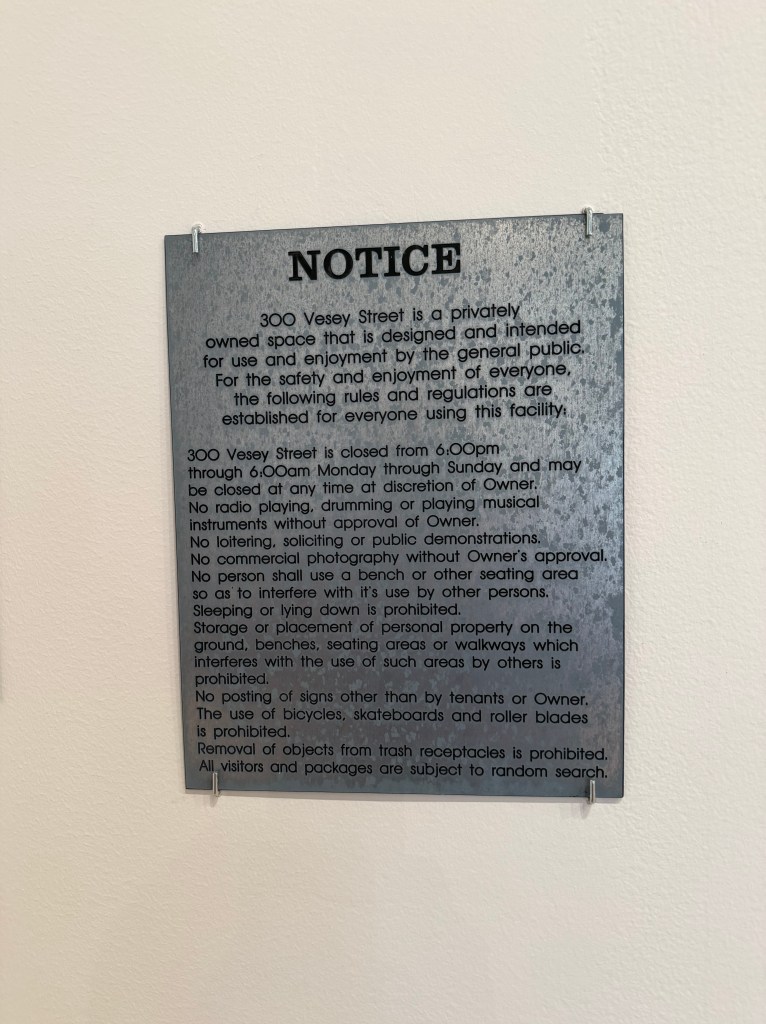 NOTICE
300 Vesey Street is a privately
owned space that is designed and intended
for use and enjoyment by the general public.
For the safety and enjoyment of everyone,
the following rules and regulations are
established for everyone using this facility:
300 Vesey Street is closed from 6:00pm
through 6:00am Monday through Sunday and may
be closed at any time at discretion of Owner.
No radio playing, drumming or playing musical
instruments without approval of Owner.
No loitering, soliciting or public demonstrations.
No commercial photography without Owner's approval.
No person shall use a bench or other seating area
so as to interfere with it's use by other persons.
Sleeping or lying down is prohibited.
Storage or placement of personal property on the
ground, benches, seating areas or walkways which
interferes with the use of such areas by others is
prohibited.
No posting of signs other than by tenants or Owner.
The use of bicycles, skateboards and roller blades
is prohibited.
Removal of objects from trash receptacles is prohibited.
All visitors and packages are subject to random search.